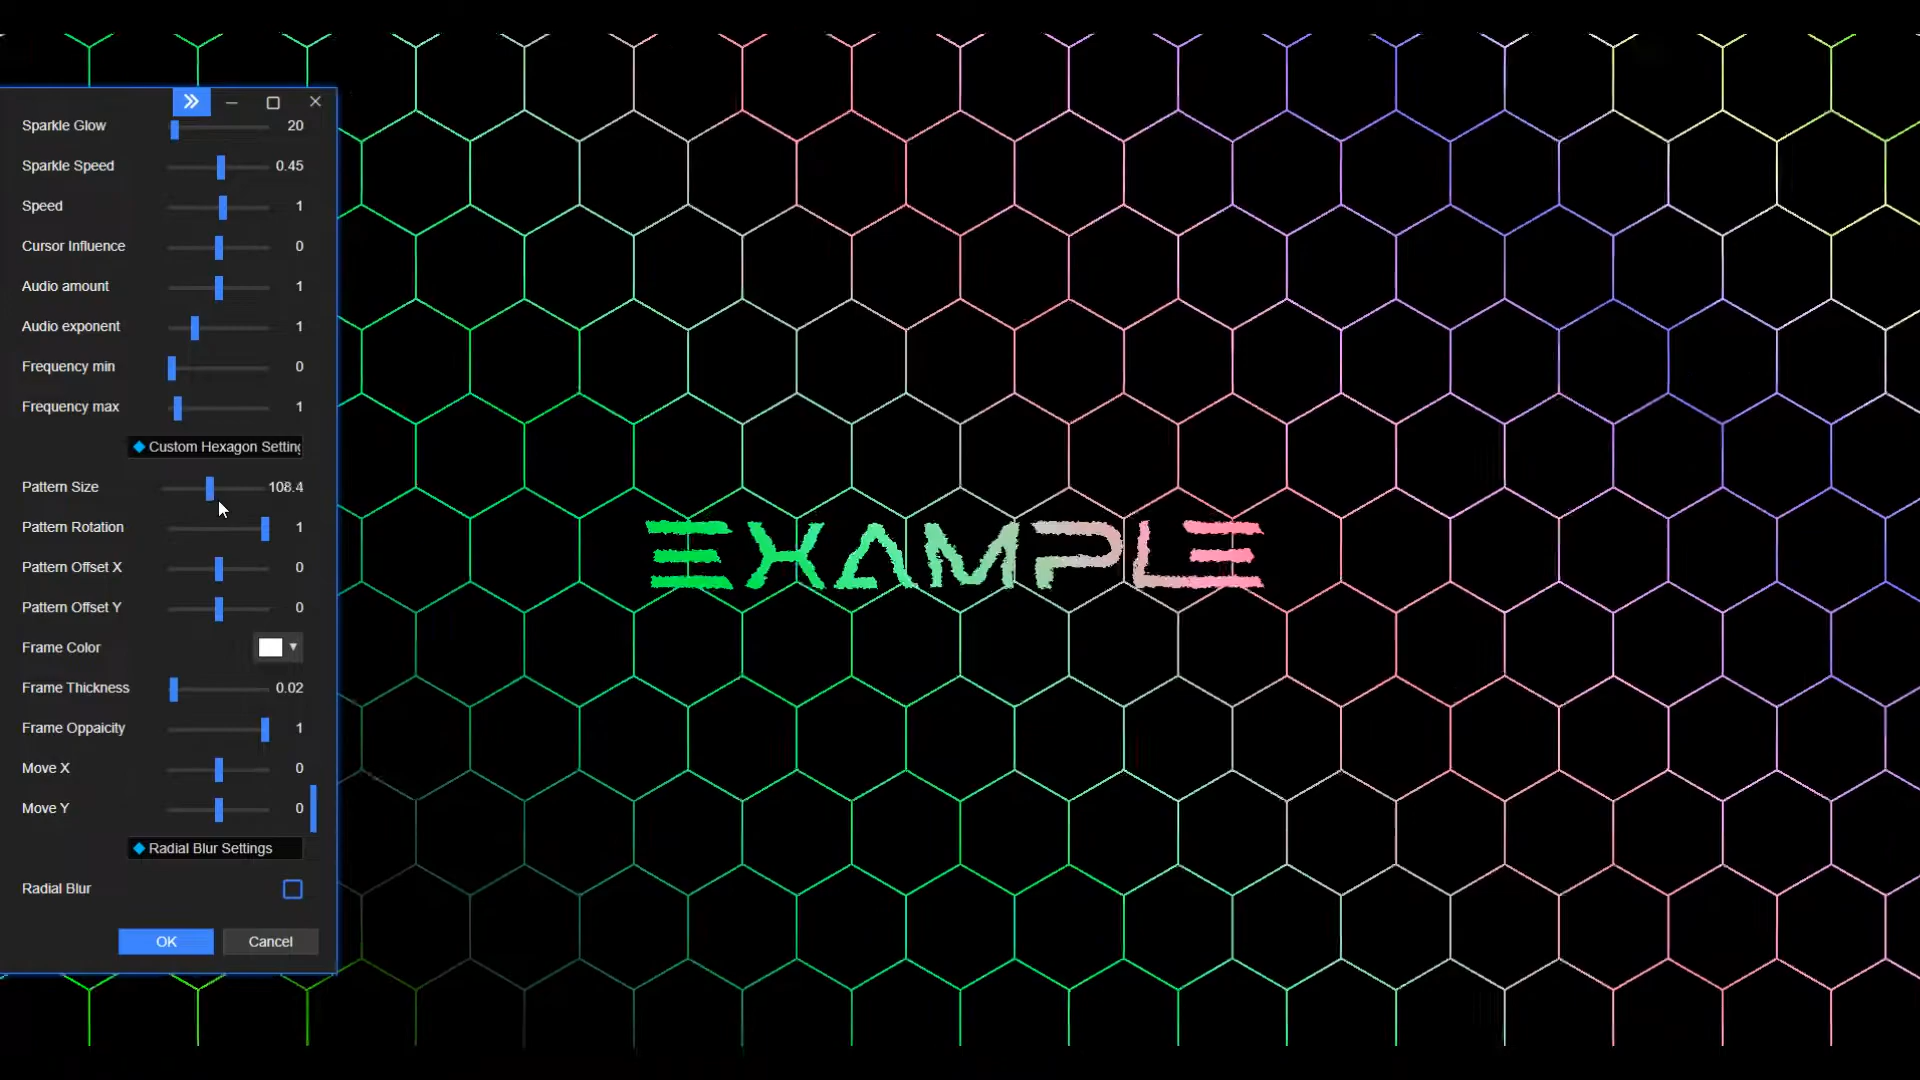 Sparkle Glow 20
Sparkle Speed 0.45
Speed 1
Cursor Influence 0
Audio amount 1
Audio exponent 1
Frequency min 0
Frequency max 1
Custom Hexagon Setting
Pattern Size 108.4
Pattern Rotation 1
Pattern Offset X 0
Pattern Offset Y 0
Frame Color
Frame Thickness 0.02
Frame Oppaicity 1
Move X 0
Move Y 0
Radial Blur Settings
Radial Blur
OK Cancel
EXAMPLE